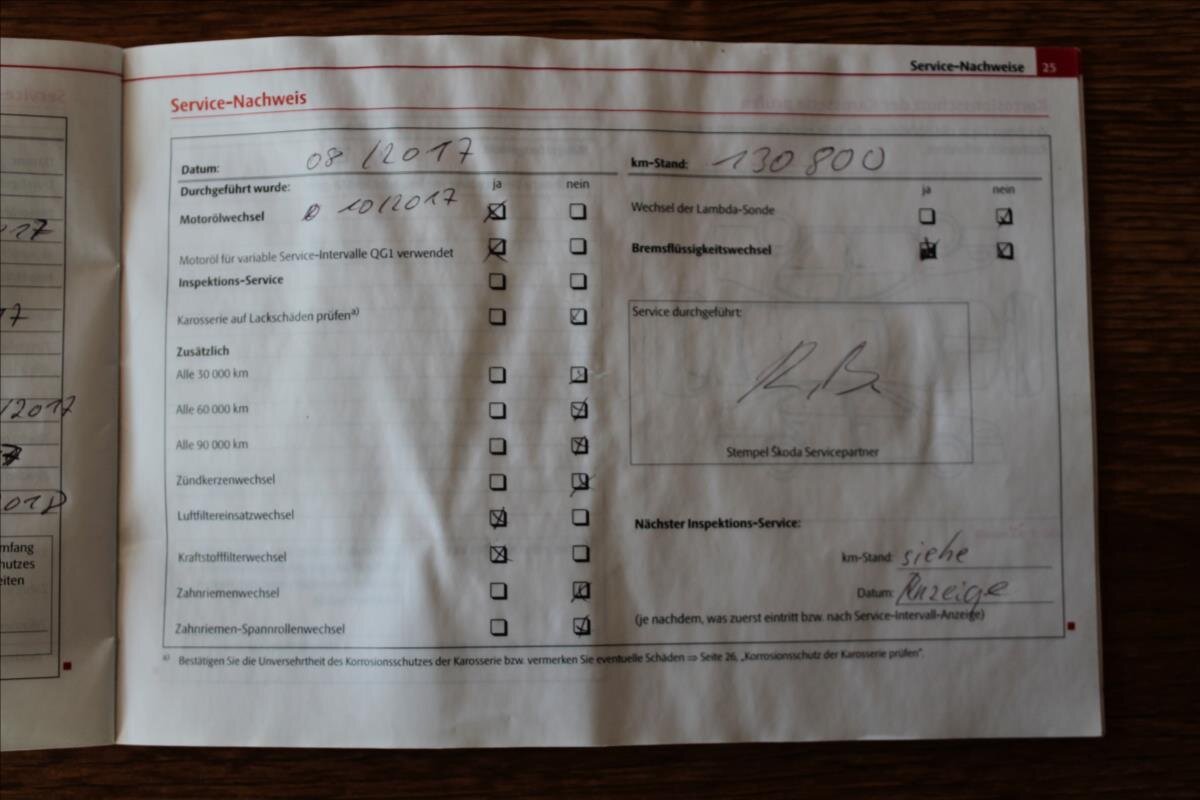 Service-Nachweise 25
Service-Nachweis
Datum: 08/2017
Durchgeführt wurde: ja nein
Motorölwechsel 10/2017
Motoröl für variable Service-Intervalle QG1 verwendet
Inspektions-Service
Karosserie auf Lackschäden prüfen a)
Zusätzlich
Alle 30 000 km
Alle 60 000 km
Alle 90 000 km
Zündkerzenwechsel
Luftfiltereinsatzwechsel
Kraftstofffilterwechsel
Zahnriemenwechsel
Zahnriemen-Spannrollenwechsel
km-Stand: 130 800
ja nein
Wechsel der Lambda-Sonde
Bremsflüssigkeitswechsel
Service durchgeführt:
Stempel Škoda Servicepartner
Nächster Inspektions-Service:
km-Stand: siehe
Datum: Anzeige
(je nachdem, was zuerst eintritt bzw. nach Service-Intervall-Anzeige)
a) Bestätigen Sie die Unversehrtheit des Korrosionsschutzes der Karosserie bzw. vermerken Sie eventuelle Schäden ⇒ Seite 26, „Korrosionsschutz der Karosserie prüfen“.